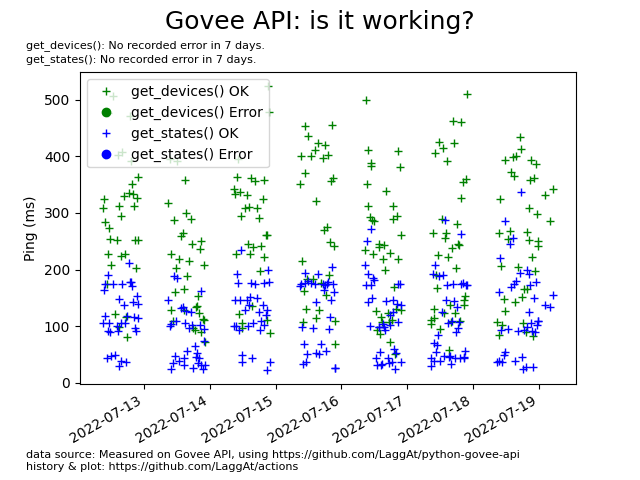 Govee API: is it working?
get_devices(): No recorded error in 7 days.
get_states(): No recorded error in 7 days.
get_devices() OK
get_devices() Error
get_states() OK
get_states() Error
Ping (ms)
500
400
300
200
100
0
2022-07-13
2022-07-14
2022-07-15
2022-07-16
2022-07-17
2022-07-18
2022-07-19
data source: Measured on Govee API, using https://github.com/LaggAt/python-govee-api
history & plot: https://github.com/LaggAt/actions